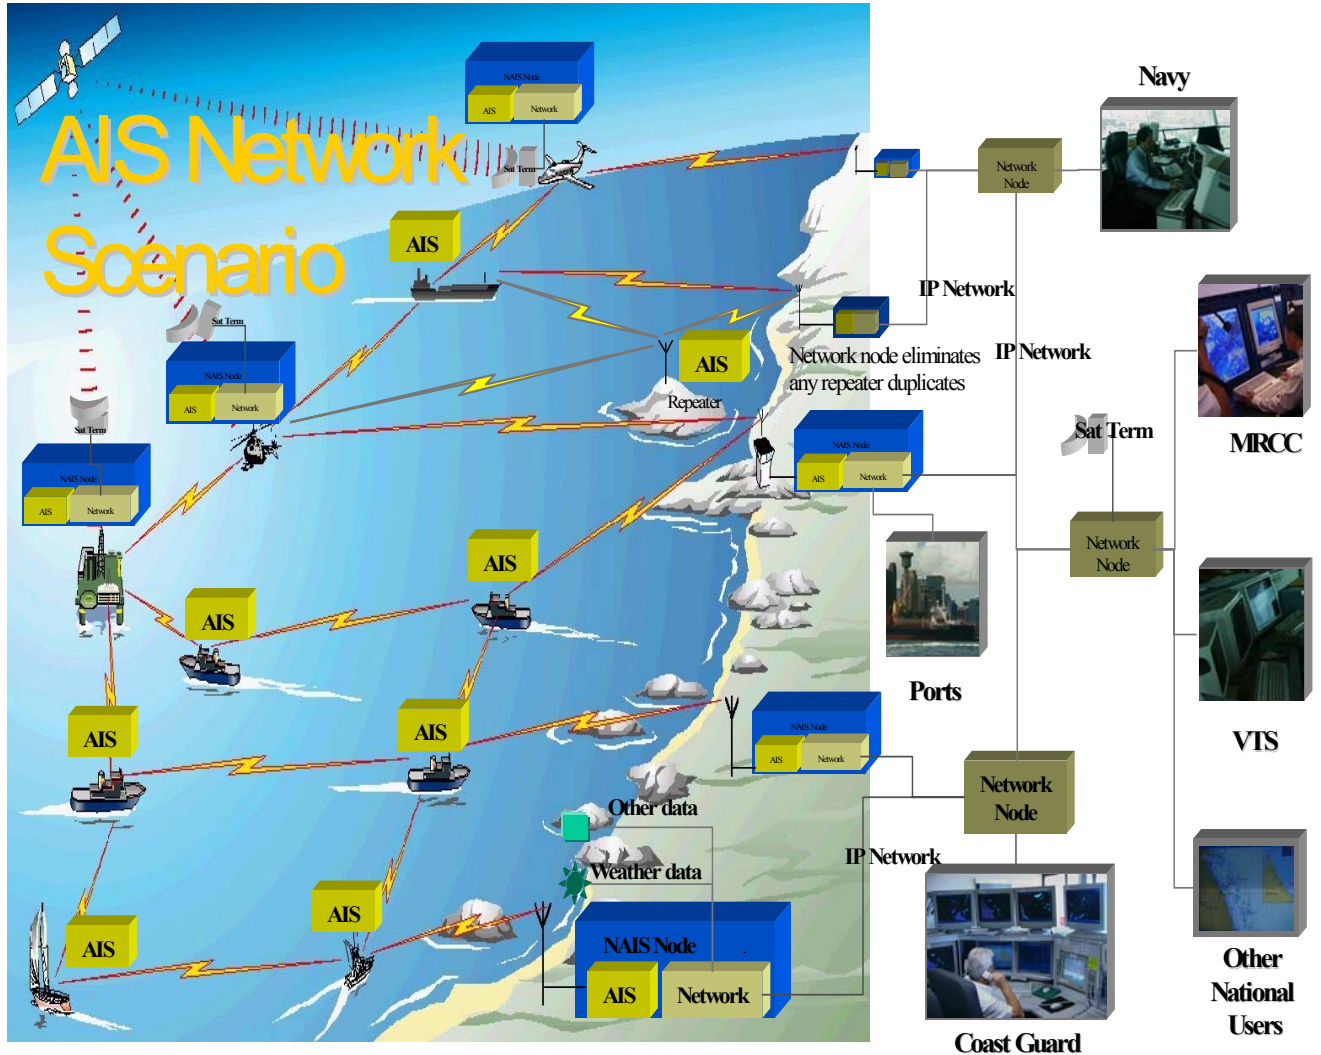 AIS Network
Scenario
NAIS Node
AIS
Network
Sat Term
Navy
Network
Node
AIS
IP Network
IP Network
Sat Term
NAIS Node
AIS
Network
AIS
Repeater
Network node eliminates
any repeater duplicates
Sat Term
MRCC
Sat Term
NAIS Node
AIS
Network
NAIS Node
AIS
Network
Network
Node
AIS
AIS
Ports
AIS
AIS
NAIS Node
AIS
Network
VTS
Network
Node
Other data
IP Network
Weather data
AIS
AIS
NAIS Node
AIS
Network
Coast Guard
Other
National
Users